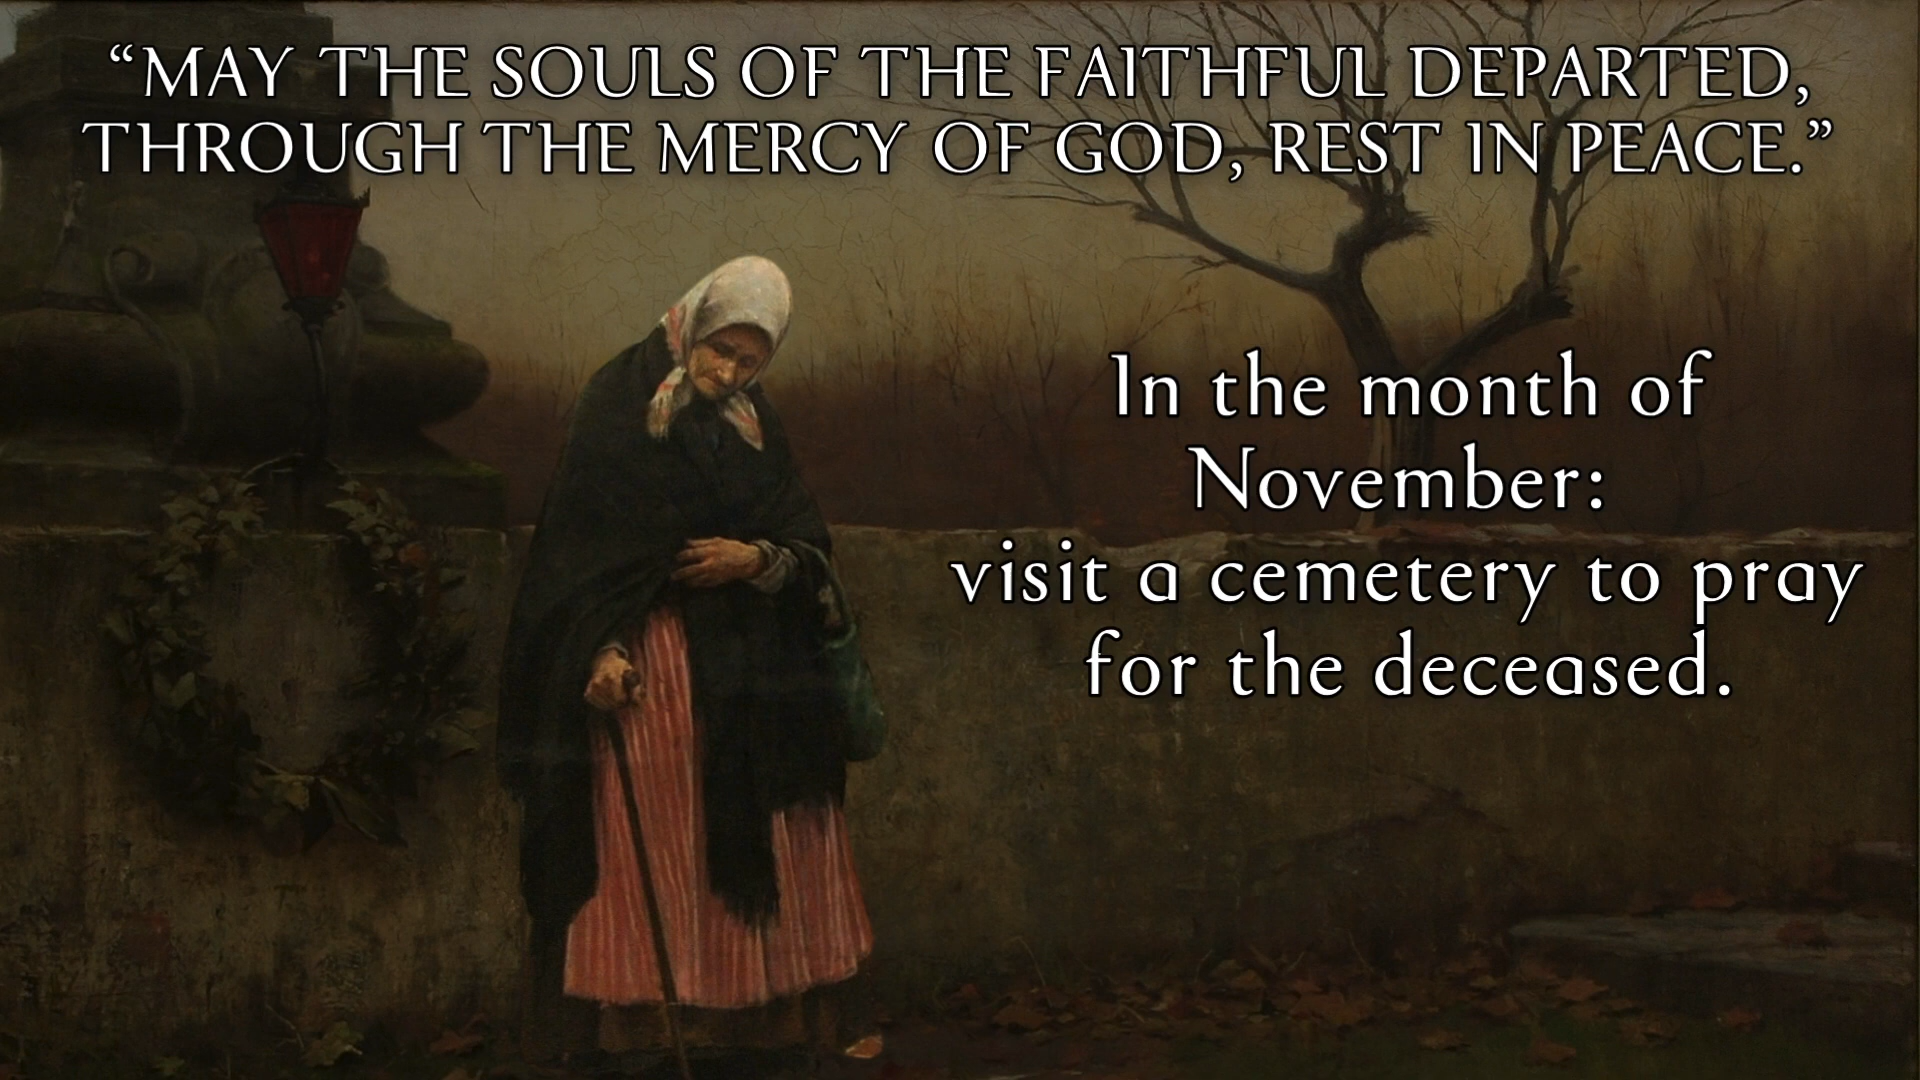 “MAY THE SOULS OF THE FAITHFUL DEPARTED,
THROUGH THE MERCY OF GOD, REST IN PEACE.”
In the month of
November:
visit a cemetery to pray
for the deceased.